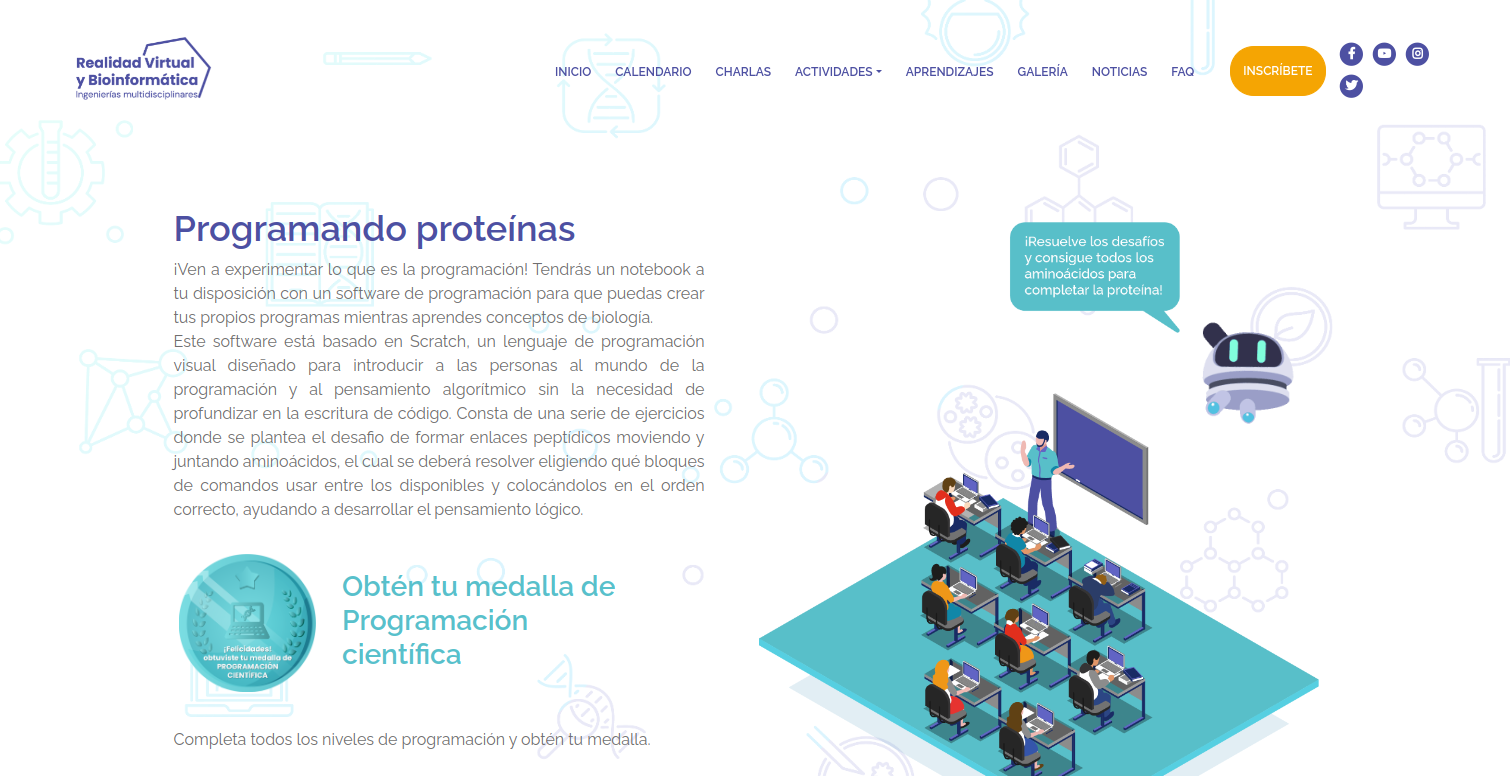 Realidad Virtual
y Bioinformática
Ingenierías multidisciplinares
INICIO CALENDARIO CHARLAS ACTIVIDADES APRENDIZAJES GALERÍA NOTICIAS FAQ
INSCRÍBETE
Programando proteínas
¡Ven a experimentar lo que es la programación! Tendrás un notebook a
tu disposición con un software de programación para que puedas crear
tus propios programas mientras aprendes conceptos de biología.
Este software está basado en Scratch, un lenguaje de programación
visual diseñado para introducir a las personas al mundo de la
programación y al pensamiento algorítmico sin la necesidad de
profundizar en la escritura de código. Consta de una serie de ejercicios
donde se plantea el desafio de formar enlaces peptídicos moviendo y
juntando aminoácidos, el cual se deberá resolver eligiendo qué bloques
de comandos usar entre los disponibles y colocándolos en el orden
correcto, ayudando a desarrollar el pensamiento lógico.
¡Felicidades!
obtuviste tu medalla de
PROGRAMACIÓN
CIENTÍFICA
Obtén tu medalla de
Programación
científica
Completa todos los niveles de programación y obtén tu medalla.
¡Resuelve los desafíos
y consigue todos los
aminoácidos para
completar la proteína!